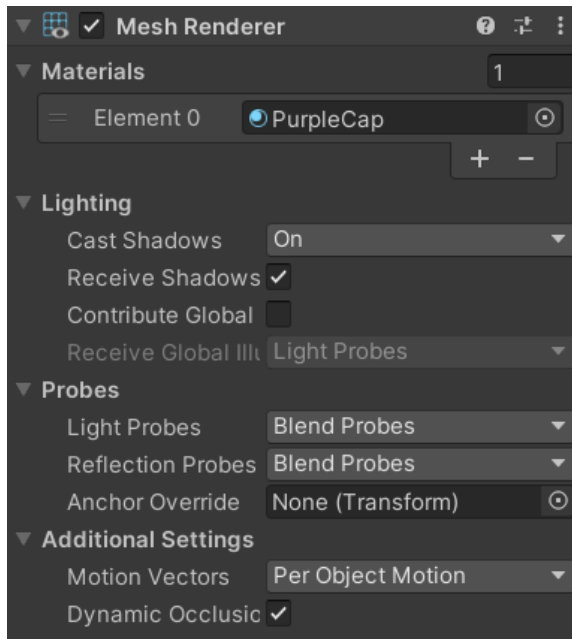 Mesh Renderer
Materials 1
Element 0 PurpleCap
+ −
Lighting
Cast Shadows On
Receive Shadows
Contribute Global
Receive Global Illu Light Probes
Probes
Light Probes Blend Probes
Reflection Probes Blend Probes
Anchor Override None (Transform)
Additional Settings
Motion Vectors Per Object Motion
Dynamic Occlusic